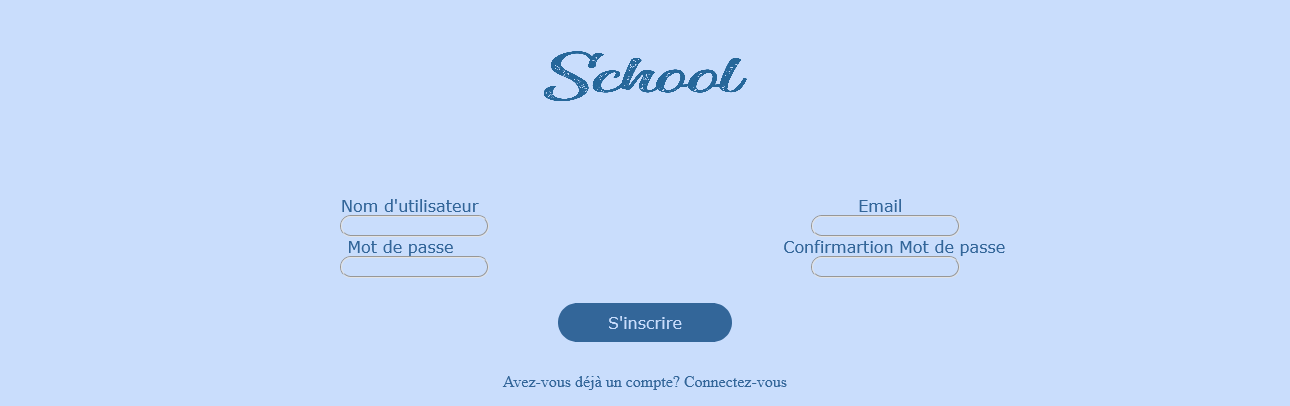 School
Nom d'utilisateur
Email
Mot de passe
Confirmartion Mot de passe
S'inscrire
Avez-vous déjà un compte? Connectez-vous